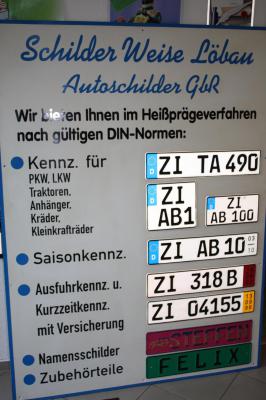 Schilder Weise Löbau
Autoschilder GbR
Wir bieten Ihnen im Heißprägeverfahren
nach gültigen DIN-Normen:
Kennz. für
PKW, LKW
Traktoren,
Anhänger,
Kräder,
Kleinkrafträder
ZI TA 490
ZI
AB1
ZI
AB 100
Saisonkennz.
ZI AB 10 03
10
Ausfuhrkennz. u.
Kurzzeitkennz.
mit Versicherung
ZI 318 B
ZI 04155
Namensschilder
Zubehörteile
STEFFEN
FELIX